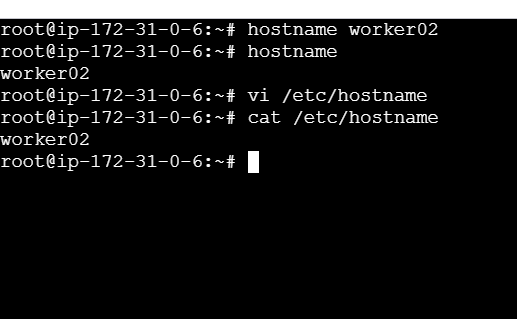 root@ip-172-31-0-6:~# hostname worker02
root@ip-172-31-0-6:~# hostname
worker02
root@ip-172-31-0-6:~# vi /etc/hostname
root@ip-172-31-0-6:~# cat /etc/hostname
worker02
root@ip-172-31-0-6:~#